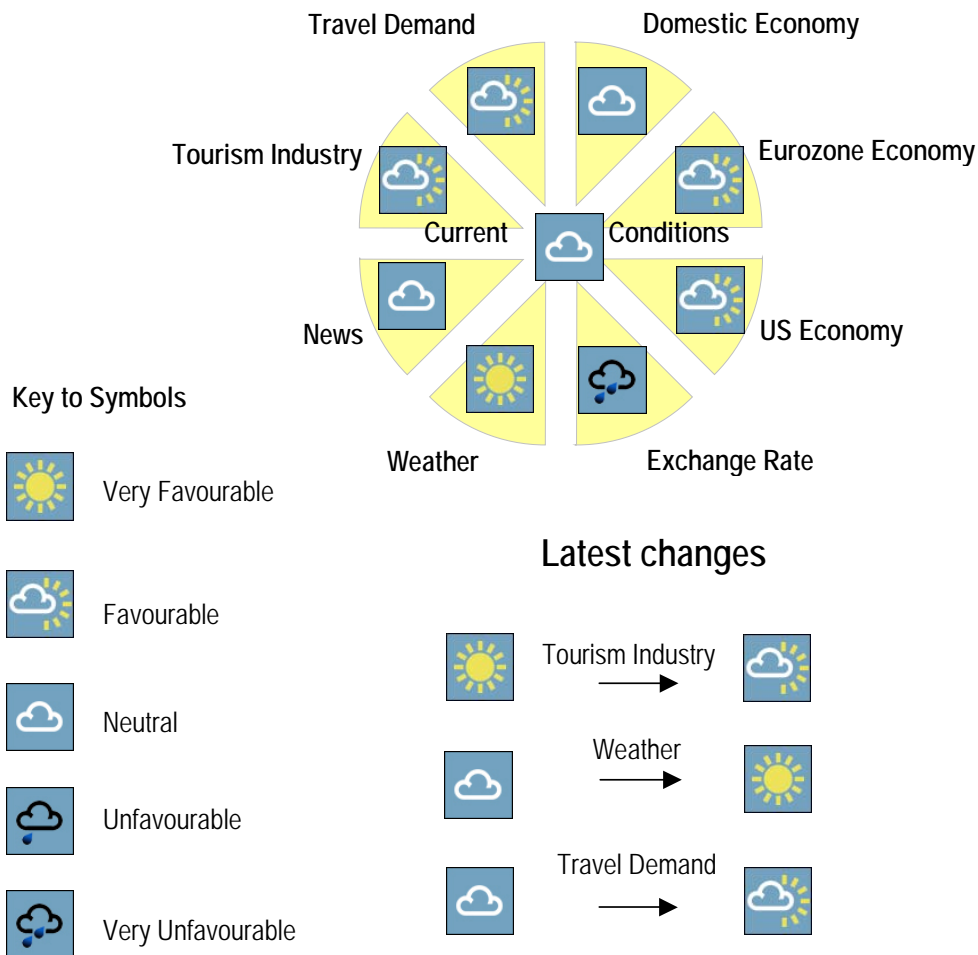 Travel Demand
Domestic Economy
Tourism Industry
Eurozone Economy
Current
Conditions
News
US Economy
Weather
Exchange Rate
Key to Symbols
Very Favourable
Favourable
Neutral
Unfavourable
Very Unfavourable
Latest changes
Tourism Industry
Weather
Travel Demand